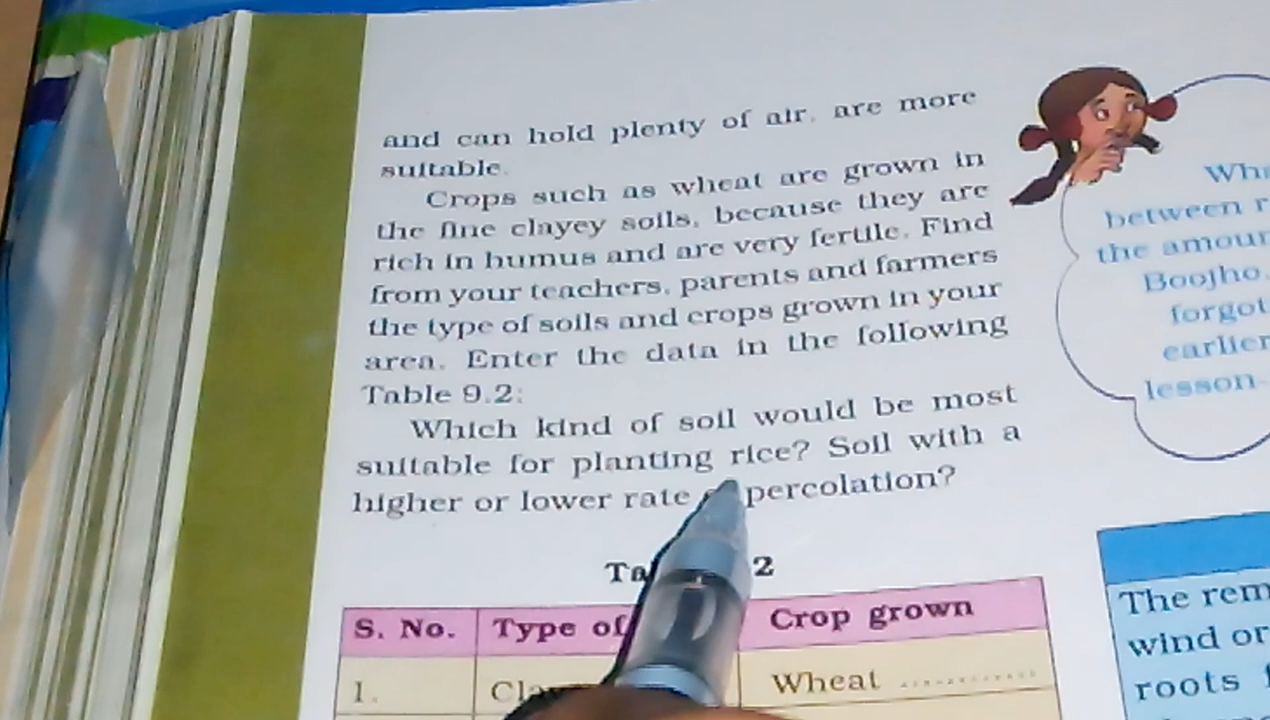 and can hold plenty of air, are more
suitable.
Crops such as wheat are grown in
the fine clayey soils, because they are
rich in humus and are very fertile. Find
from your teachers, parents and farmers
the type of soils and crops grown in your
area. Enter the data in the following
Table 9.2:
Which kind of soil would be most
suitable for planting rice? Soil with a
higher or lower rate percolation?
2
S. No. Type of Crop grown
1. Wheat ..............
between
the
Boojho,
forgot
earlier
lesson-
The
wind or
roots